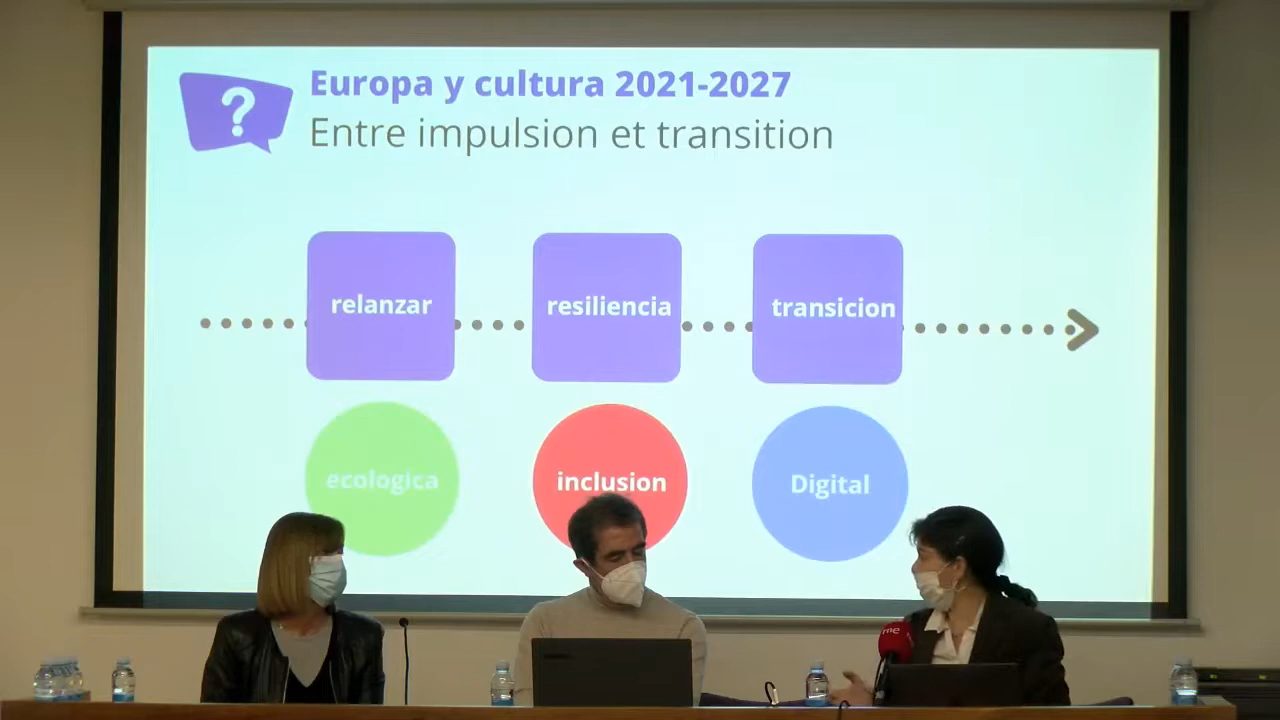 ?
Europa y cultura 2021-2027
Entre impulsion et transition
relanzar
resiliencia
transicion
ecologica
inclusion
Digital
rne